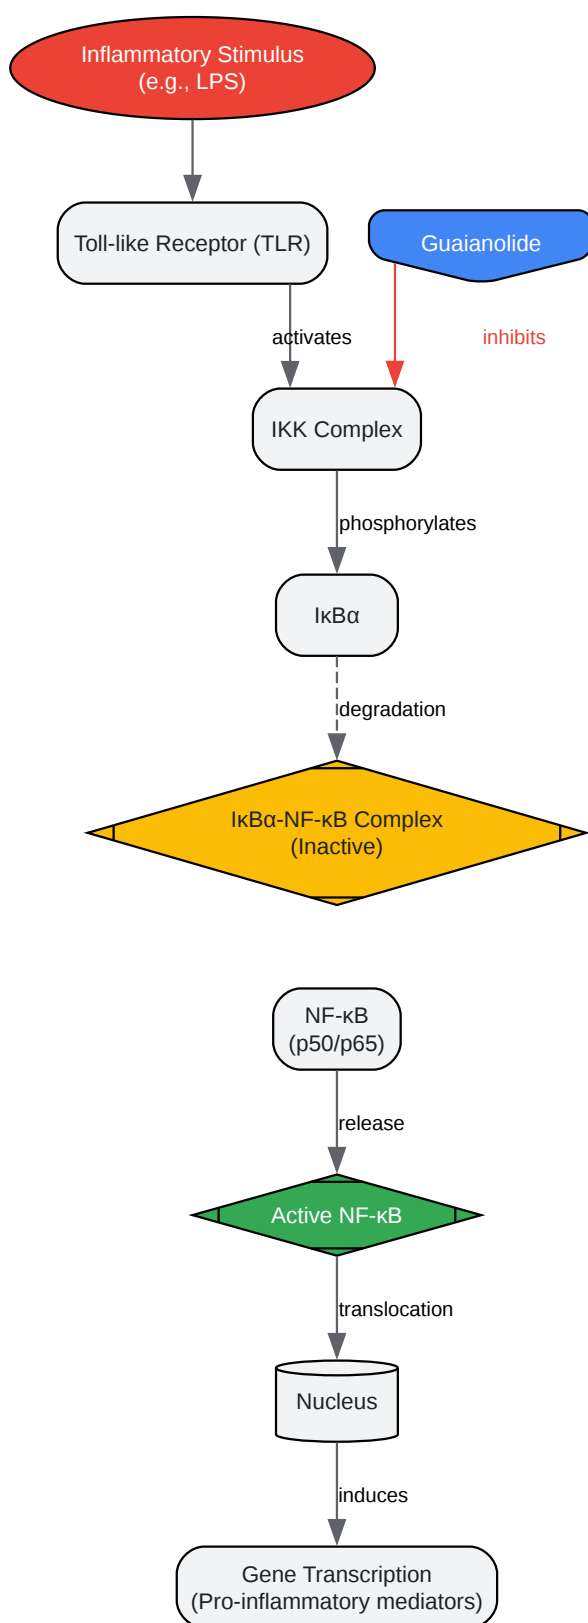 Inflammatory Stimulus
(e.g., LPS)
Toll-like Receptor (TLR)
Guaianolide
activates
inhibits
IKK Complex
phosphorylates
IκBα
degradation
IκBα-NF-κB Complex
(Inactive)
NF-κB
(p50/p65)
release
Active NF-κB
translocation
Nucleus
induces
Gene Transcription
(Pro-inflammatory mediators)